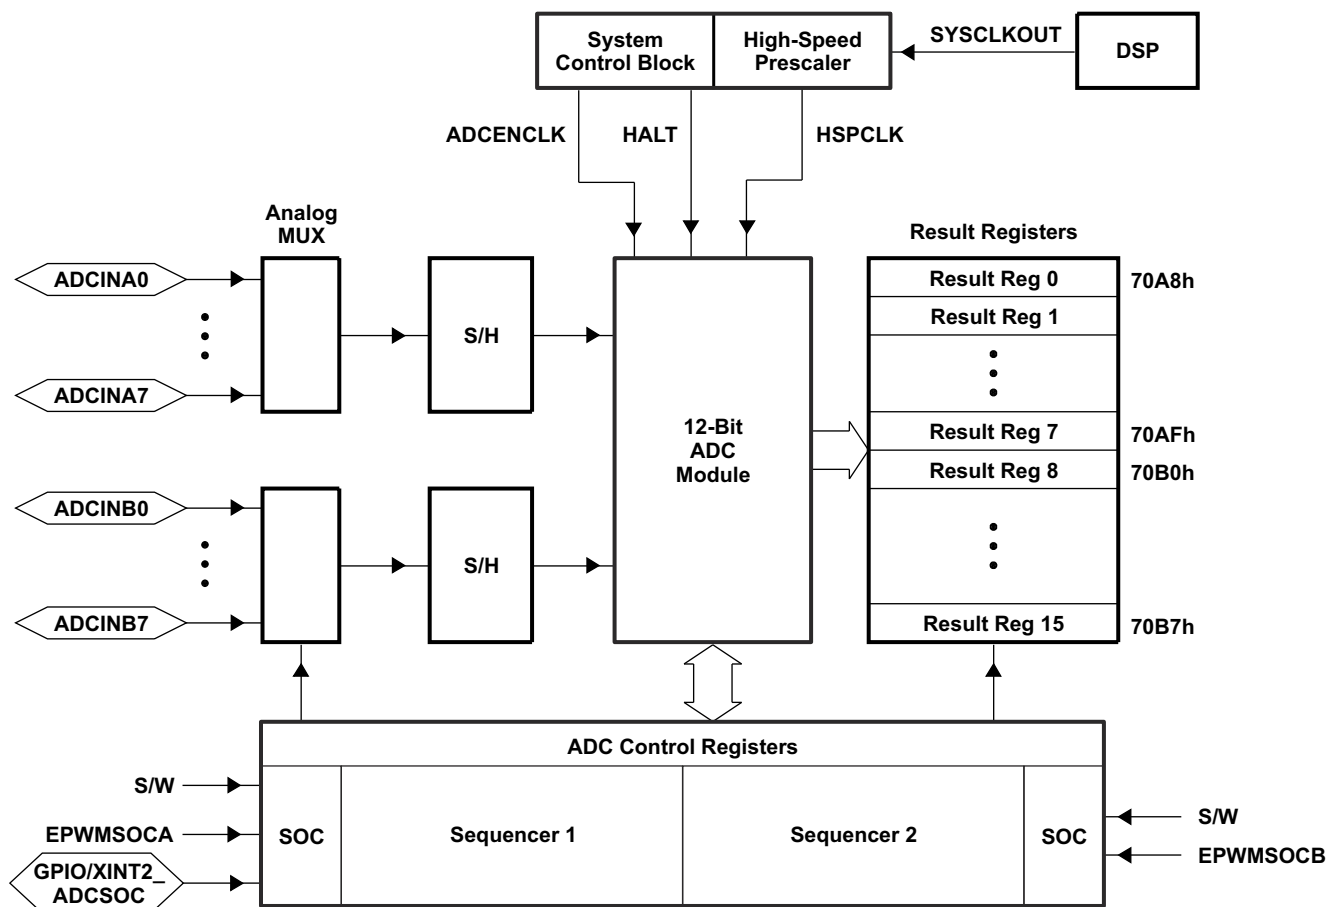 System
Control Block
High-Speed
Prescaler
SYSCLKOUT
DSP
ADCENCLK
HALT
HSPCLK
Analog
MUX
Result Registers
ADCINA0
ADCINA7
S/H
12-Bit
ADC
Module
Result Reg 0
70A8h
Result Reg 1
Result Reg 7
70AFh
Result Reg 8
70B0h
ADCINB0
ADCINB7
S/H
Result Reg 15
70B7h
ADC Control Registers
S/W
EPWMSOCA
GPIO/XINT2_
ADCSOC
SOC
Sequencer 1
Sequencer 2
SOC
S/W
EPWMSOCB